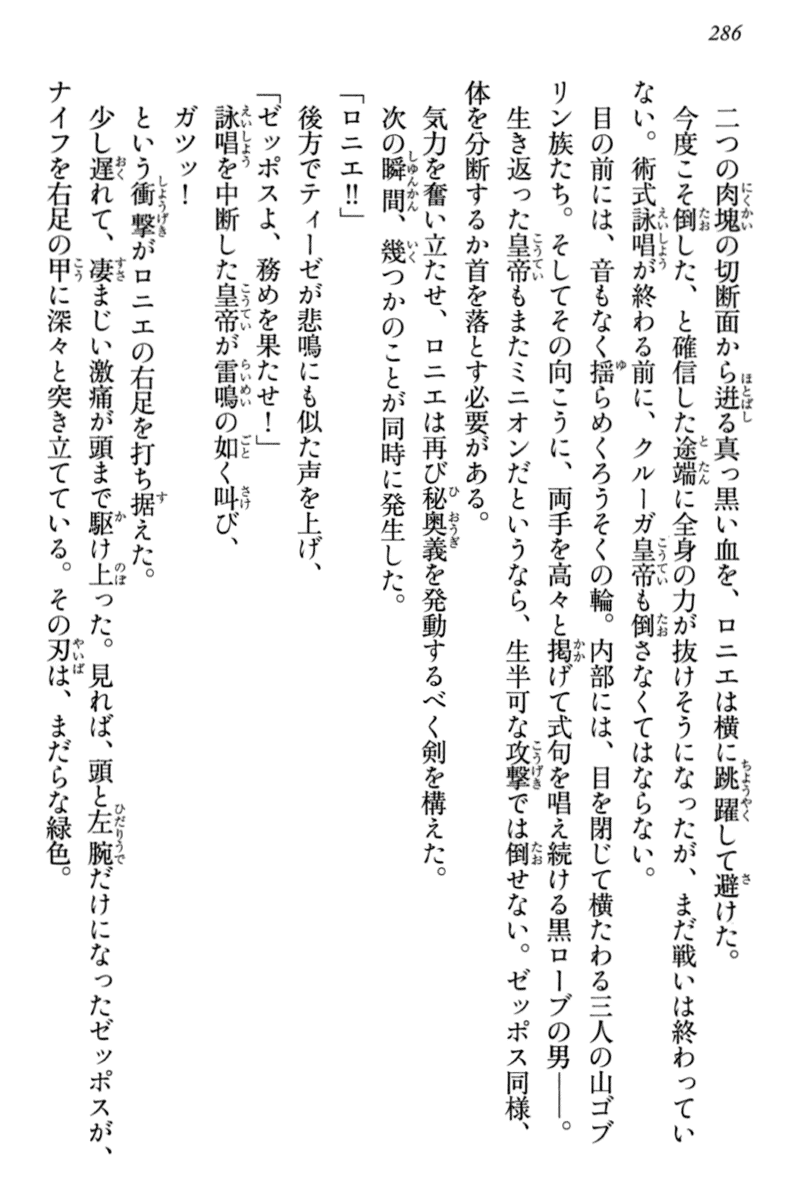 286
二つの肉塊の切断面から迸る真っ黒い血を、ロニエは横に跳躍して避けた。
今度こそ倒した、と確信した途端に全身の力が抜けそうになったが、まだ戦いは終わってい
ない。術式詠唱が終わる前に、クルーガ皇帝も倒さなくてはならない。
目の前には、音もなく揺らめくろうそくの輪。内部には、目を閉じて横たわる三人の山ゴブ
リン族たち。そしてその向こうに、両手を高々と掲げて式句を唱え続ける黒ローブの男――。
生き返った皇帝もまたミニオンだというなら、生半可な攻撃では倒せない。ゼッポス同様、
体を分断するか首を落とす必要がある。
気力を奮い立たせ、ロニエは再び秘奥義を発動するべく剣を構えた。
次の瞬間、幾つかのことが同時に発生した。
「ロニエ!!」
後方でティーゼが悲鳴にも似た声を上げ、
「ゼッポスよ、務めを果たせ！」
詠唱を中断した皇帝が雷鳴の如く叫び、
ガツッ！
という衝撃がロニエの右足を打ち据えた。
少し遅れて、凄まじい激痛が頭まで駆け上った。見れば、頭と左腕だけになったゼッポスが、
ナイフを右足の甲に深々と突き立てている。その刃は、まだらな緑色。